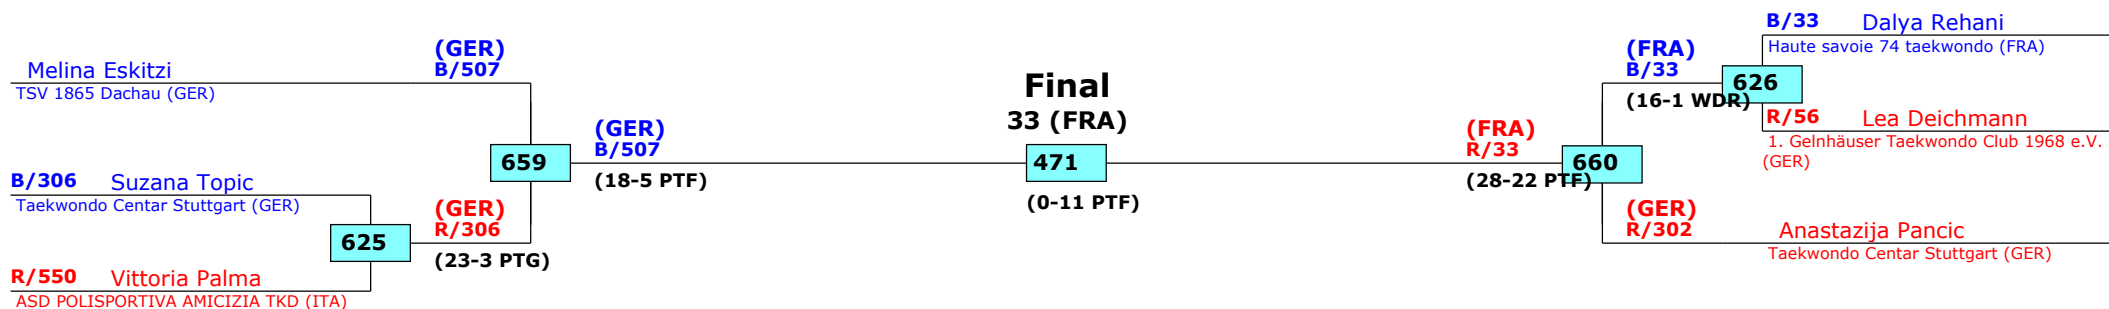 Melina Eskitzi
TSV 1865 Dachau (GER)
(GER)
B/507
B/306 Suzana Topic
Taekwondo Centar Stuttgart (GER)
R/550 Vittoria Palma
ASD POLISPORTIVA AMICIZIA TKD (ITA)
625
(GER)
R/306
(23-3 PTG)
659
(GER)
B/507
(18-5 PTF)
Final
33 (FRA)
471
(0-11 PTF)
(FRA)
R/33
(28-22 PTF)
660
(FRA)
B/33
(16-1 WDR)
626
B/33 Dalya Rehani
Haute savoie 74 taekwondo (FRA)
R/56 Lea Deichmann
1. Gelnhäuser Taekwondo Club 1968 e.V.
(GER)
(GER)
R/302
Anastazija Pancic
Taekwondo Centar Stuttgart (GER)